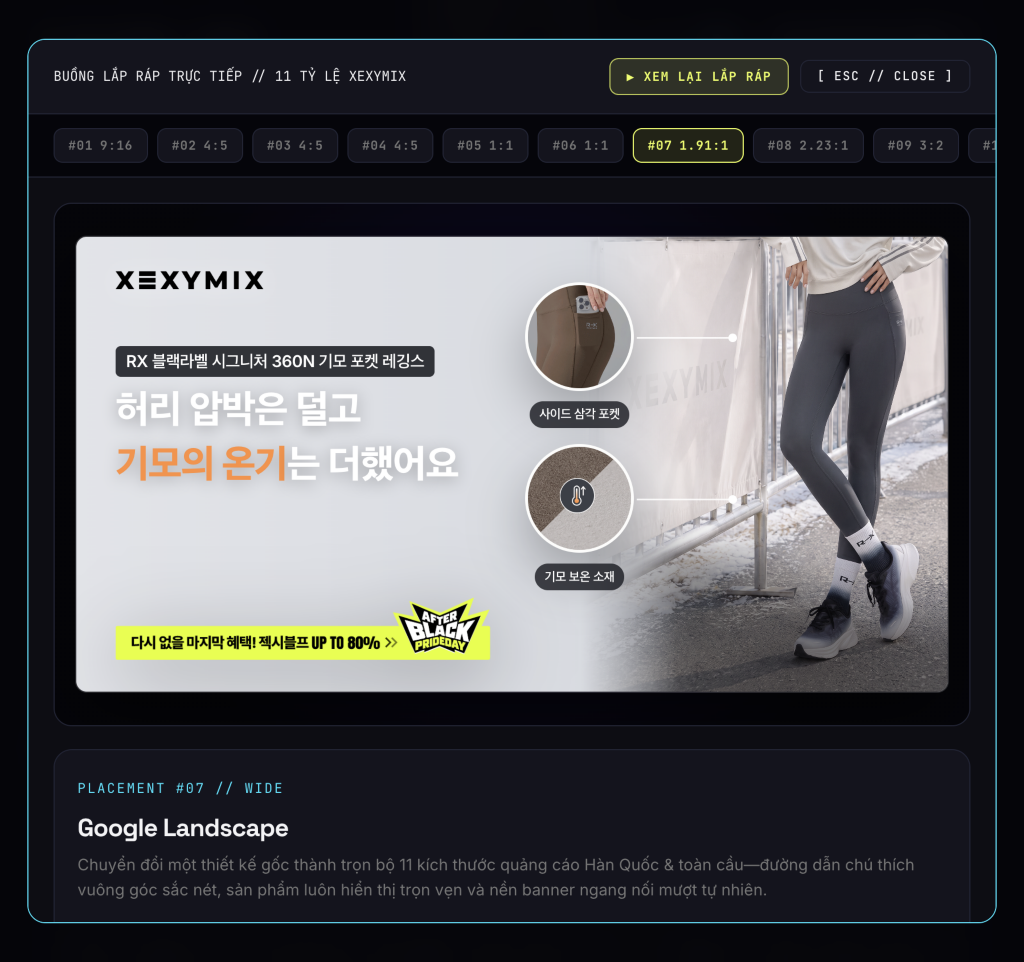 BUỒNG LẮP RÁP TRỰC TIẾP // 11 TỶ LỆ XEXYMIX
▶ XEM LẠI LẮP RÁP
[ ESC // CLOSE ]
#01 9:16
#02 4:5
#03 4:5
#04 4:5
#05 1:1
#06 1:1
#07 1.91:1
#08 2.23:1
#09 3:2
XEXYMIX
RX 블랙라벨 시그니처 360N 기모 포켓 레깅스
허리 압박은 덜고
기모의 온기는 더했어요
사이드 삼각 포켓
기모 보온 소재
XEXYMIX
다시 없을 마지막 혜택! 젝시블프 UP TO 80% »
AFTER
BLACK
PRIDEDAY
PLACEMENT #07 // WIDE
Google Landscape
Chuyển đổi một thiết kế gốc thành trọn bộ 11 kích thước quảng cáo Hàn Quốc & toàn cầu—đường dẫn chú thích
vuông góc sắc nét, sản phẩm luôn hiển thị trọn vẹn và nền banner ngang nối mượt tự nhiên.